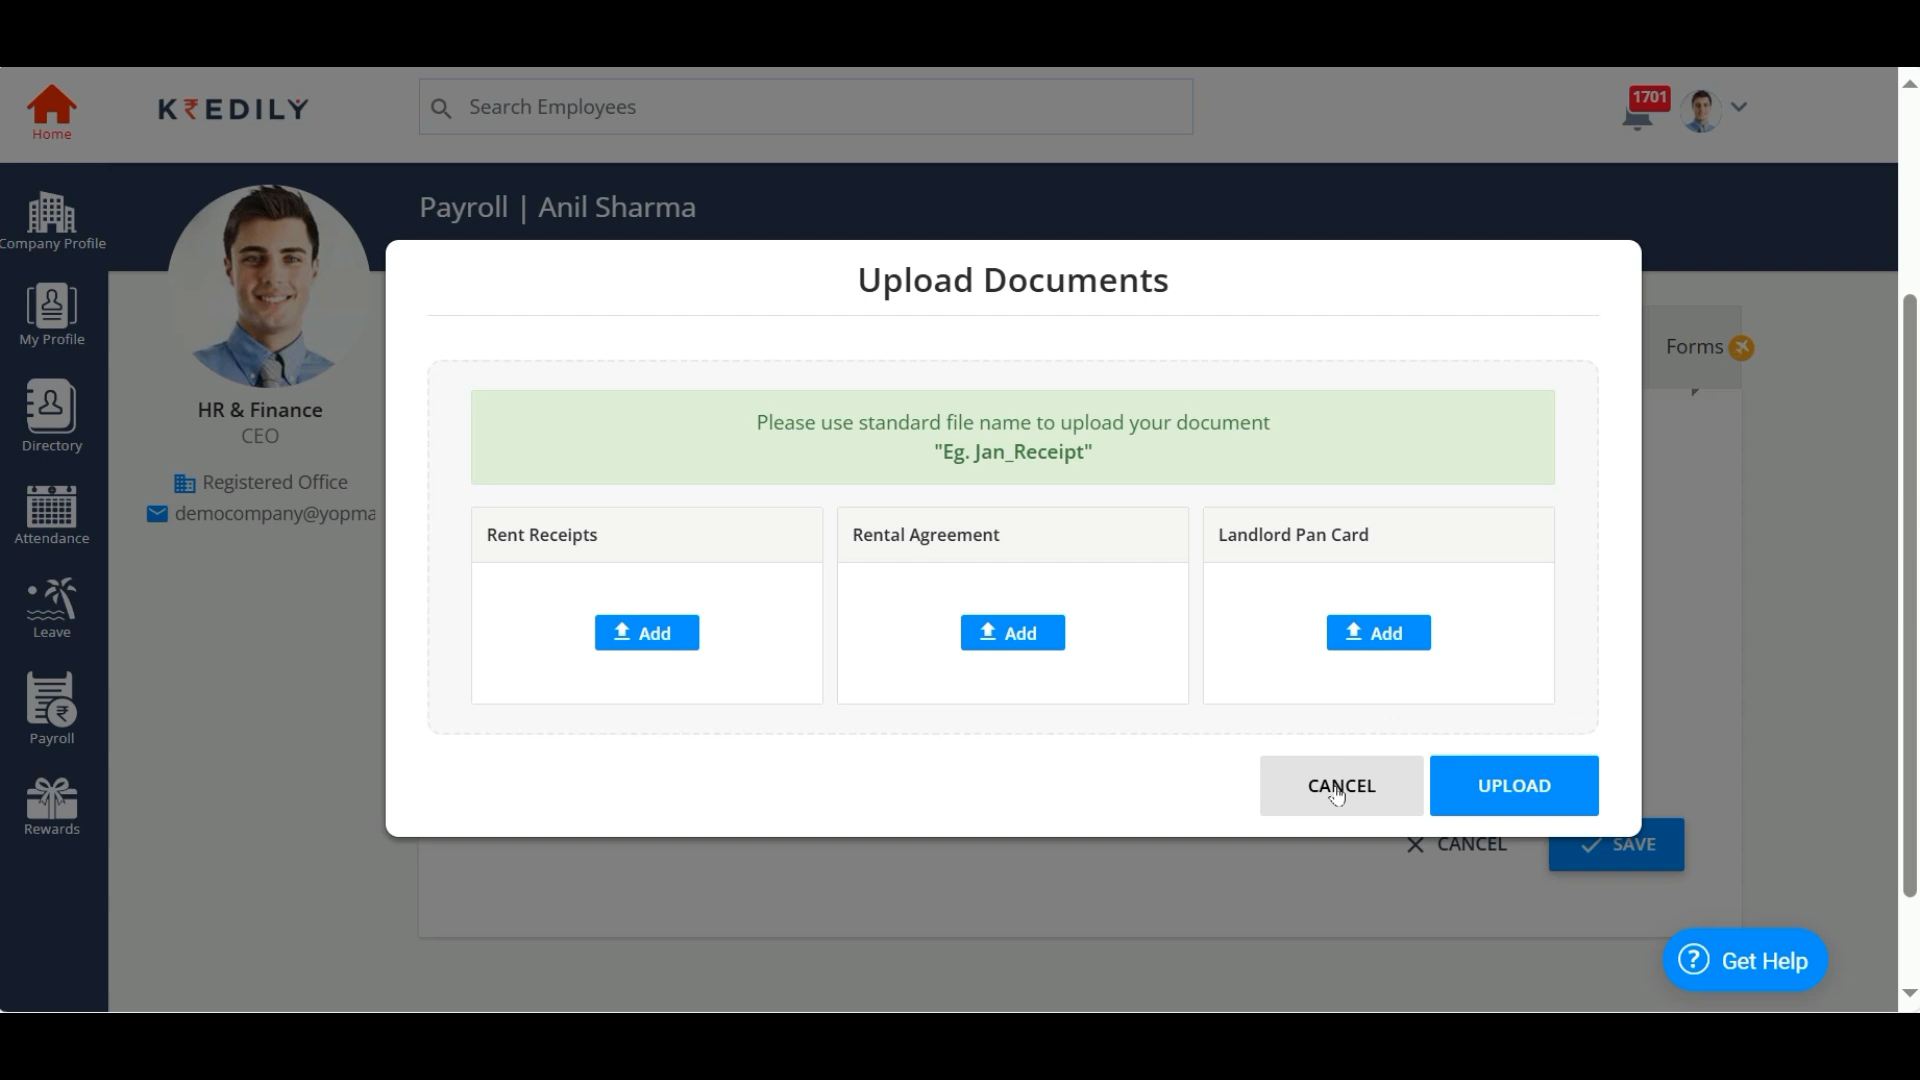 Home
K₹EDILY
Search Employees
1701
Company Profile
My Profile
Directory
Attendance
Leave
Payroll
Rewards
HR & Finance
CEO
Registered Office
democompany@yopma
Payroll | Anil Sharma
Forms
Upload Documents
Please use standard file name to upload your document
"Eg. Jan_Receipt"
Rent Receipts
Rental Agreement
Landlord Pan Card
Add
Add
Add
CANCEL
UPLOAD
CANCEL
SAVE
? Get Help